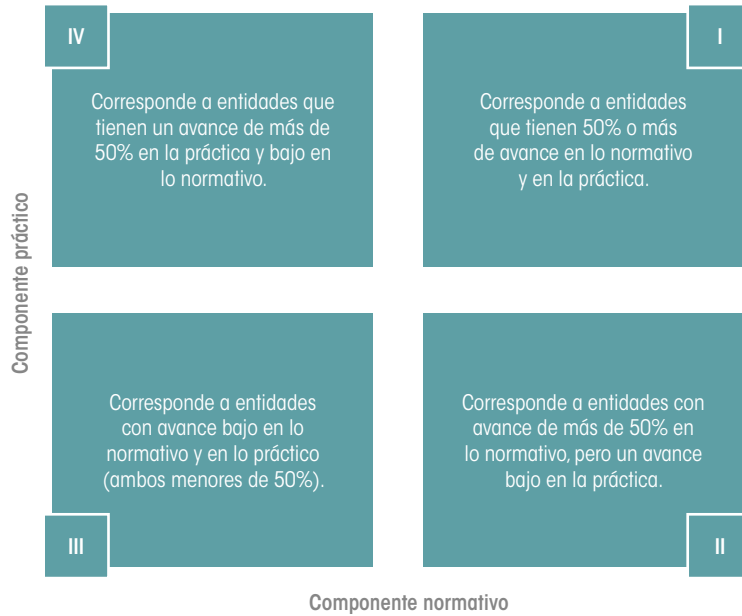 IV
Corresponde a entidades que
tienen un avance de más de
50% en la práctica y bajo en
lo normativo.
I
Corresponde a entidades
que tienen 50% o más
de avance en lo normativo
y en la práctica.
Componente práctico
Corresponde a entidades
con avance bajo en lo
normativo y en lo práctico
(ambos menores de 50%).
III
Corresponde a entidades con
avance de más de 50% en
lo normativo, pero un avance
bajo en la práctica.
II
Componente normativo